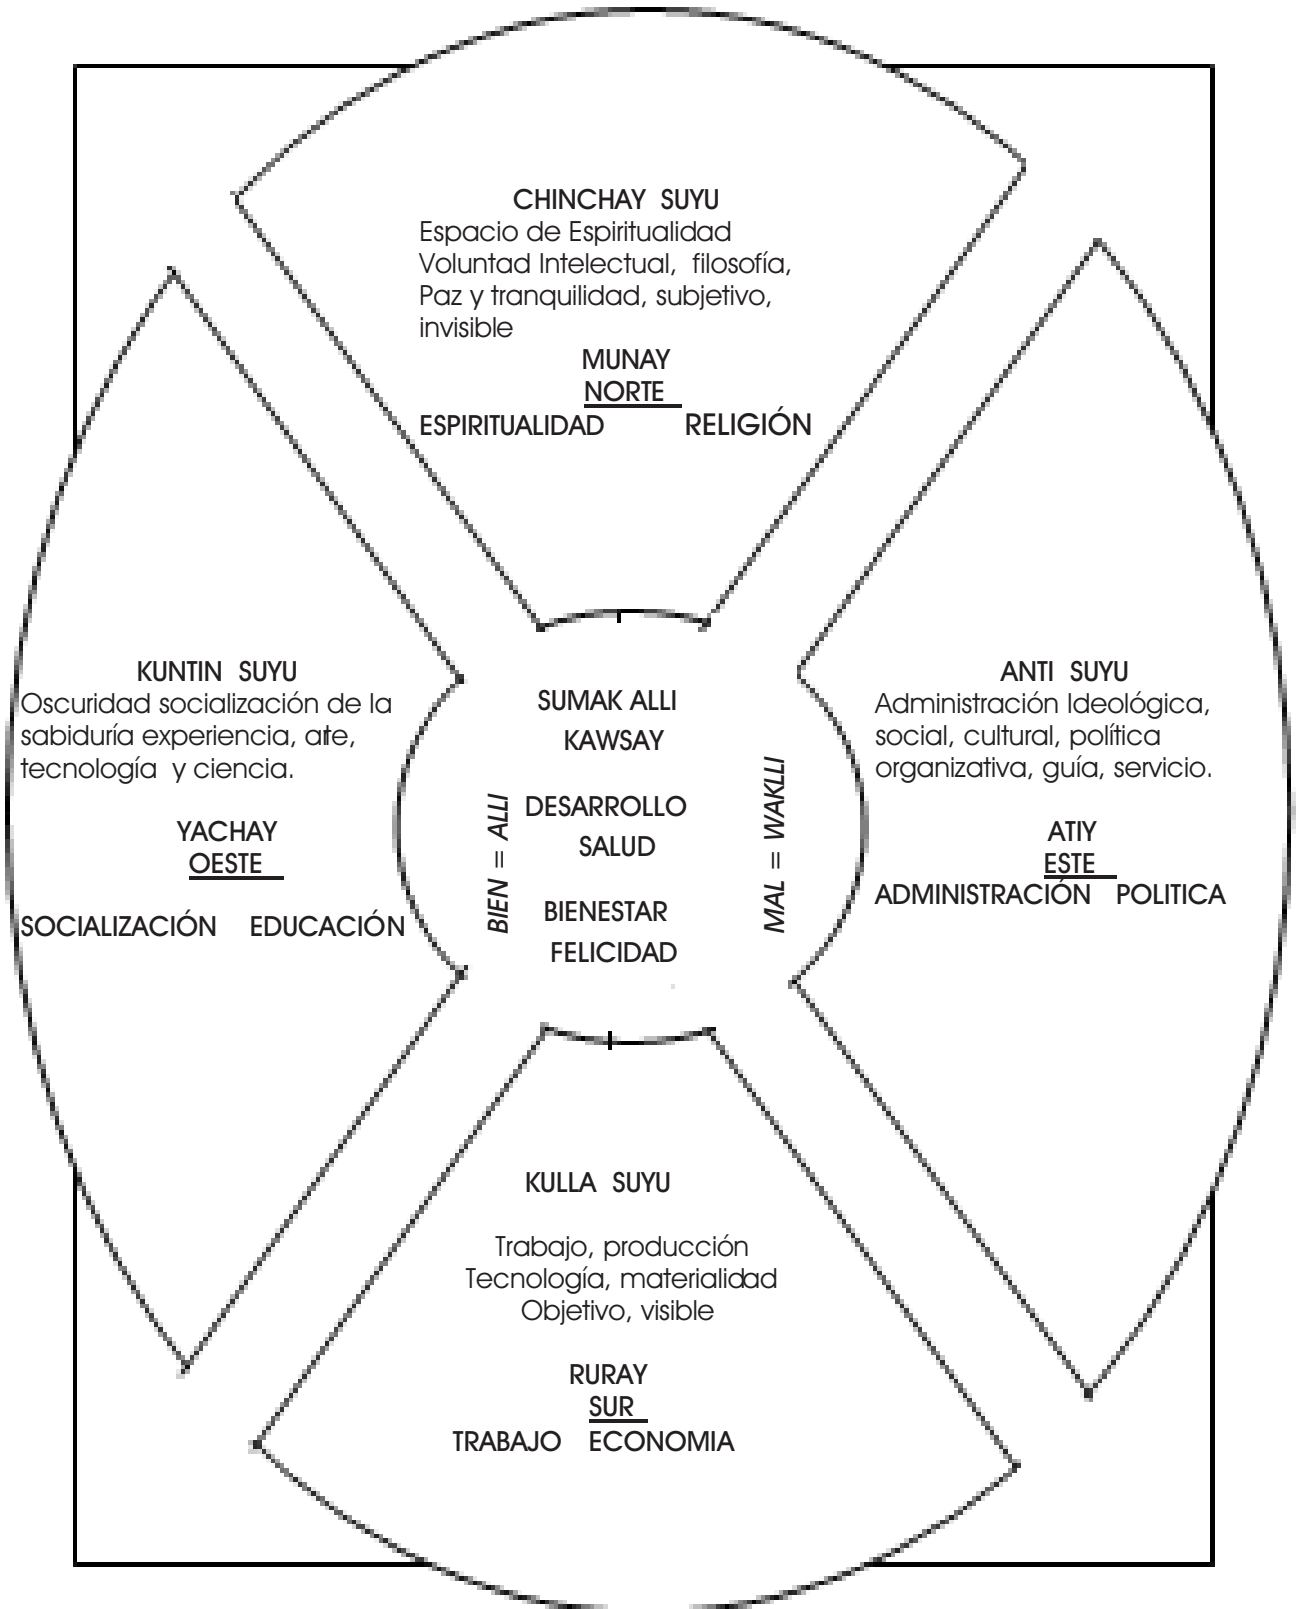 CHINCHAY SUYU
Espacio de Espiritualidad
Voluntad Intelectual, filosofía,
Paz y tranquilidad, subjetivo,
invisible
MUNAY
NORTE
ESPIRITUALIDAD RELIGIÓN
KUNTIN SUYU
Oscuridad socialización de la
sabiduría experiencia, arte,
tecnología y ciencia.
YACHAY
OESTE
SOCIALIZACIÓN EDUCACIÓN
BIEN = ALLI
SUMAK ALLI
KAWSAY
DESARROLLO
SALUD
BIENESTAR
FELICIDAD
MAL = WAKLLI
ANTI SUYU
Administración Ideológica,
social, cultural, política
organizativa, guía, servicio.
ATIY
ESTE
ADMINISTRACIÓN POLITICA
KULLA SUYU
Trabajo, producción
Tecnología, materialidad
Objetivo, visible
RURAY
SUR
TRABAJO ECONOMIA